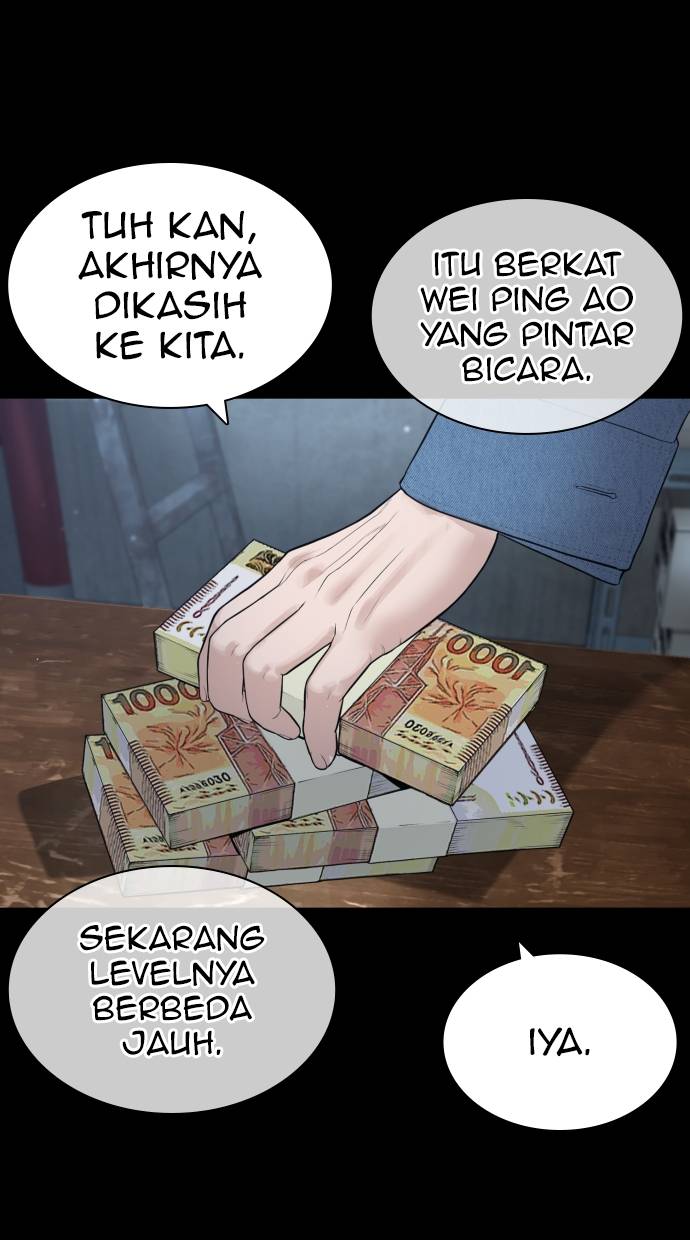 TUH KAN,
AKHIRNYA
DIKASIH
KE KITA.
ITU BERKAT
WEI PING AO
YANG PINTAR
BICARA.
1000
1000
SEKARANG
LEVELNYA
BERBEDA
JAUH.
IYA.